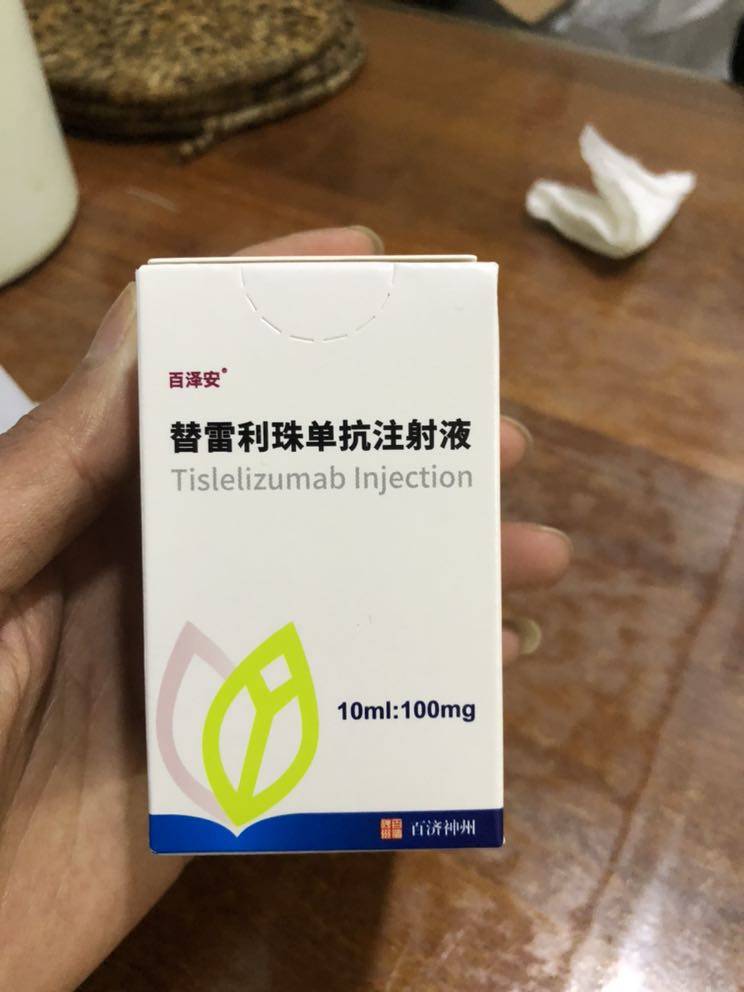 百泽安®
替雷利珠单抗注射液
Tislelizumab Injection
10ml:100mg
百济神州